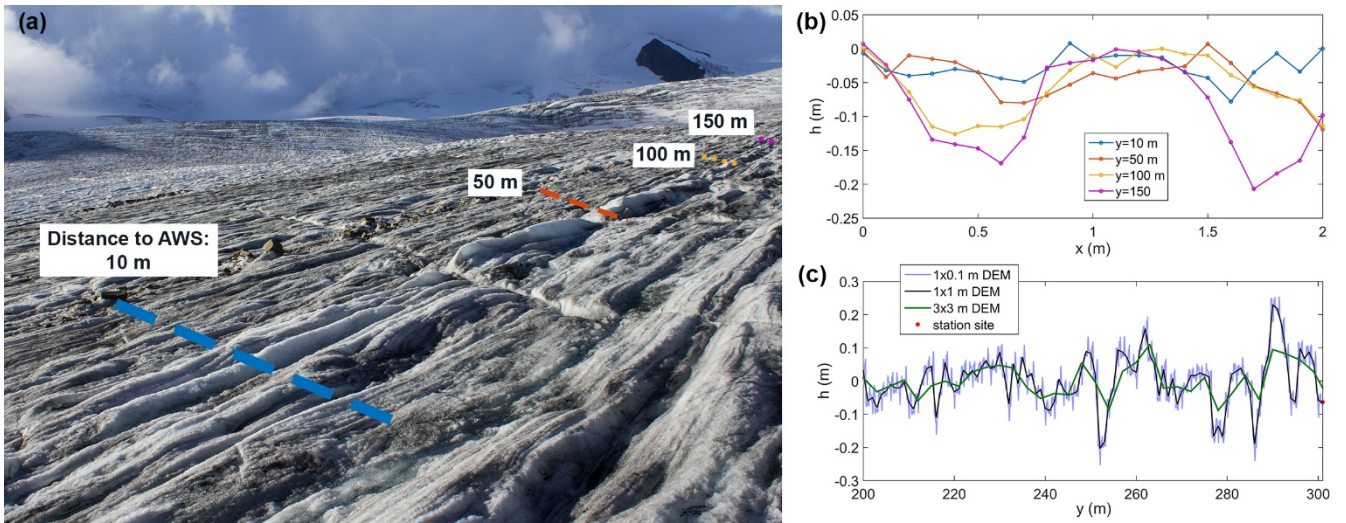 (a)
150 m
100 m
50 m
Distance to AWS:
10 m
(b)
0.05
0
-0.05
-0.1
-0.15
-0.2
-0.25
h (m)
0
0.5
1
1.5
2
x (m)
y=10 m
y=50 m
y=100 m
y=150
(c)
0.3
0.2
0.1
0
-0.1
-0.2
-0.3
h (m)
200
220
240
260
280
300
y (m)
1x0.1 m DEM
1x1 m DEM
3x3 m DEM
station site